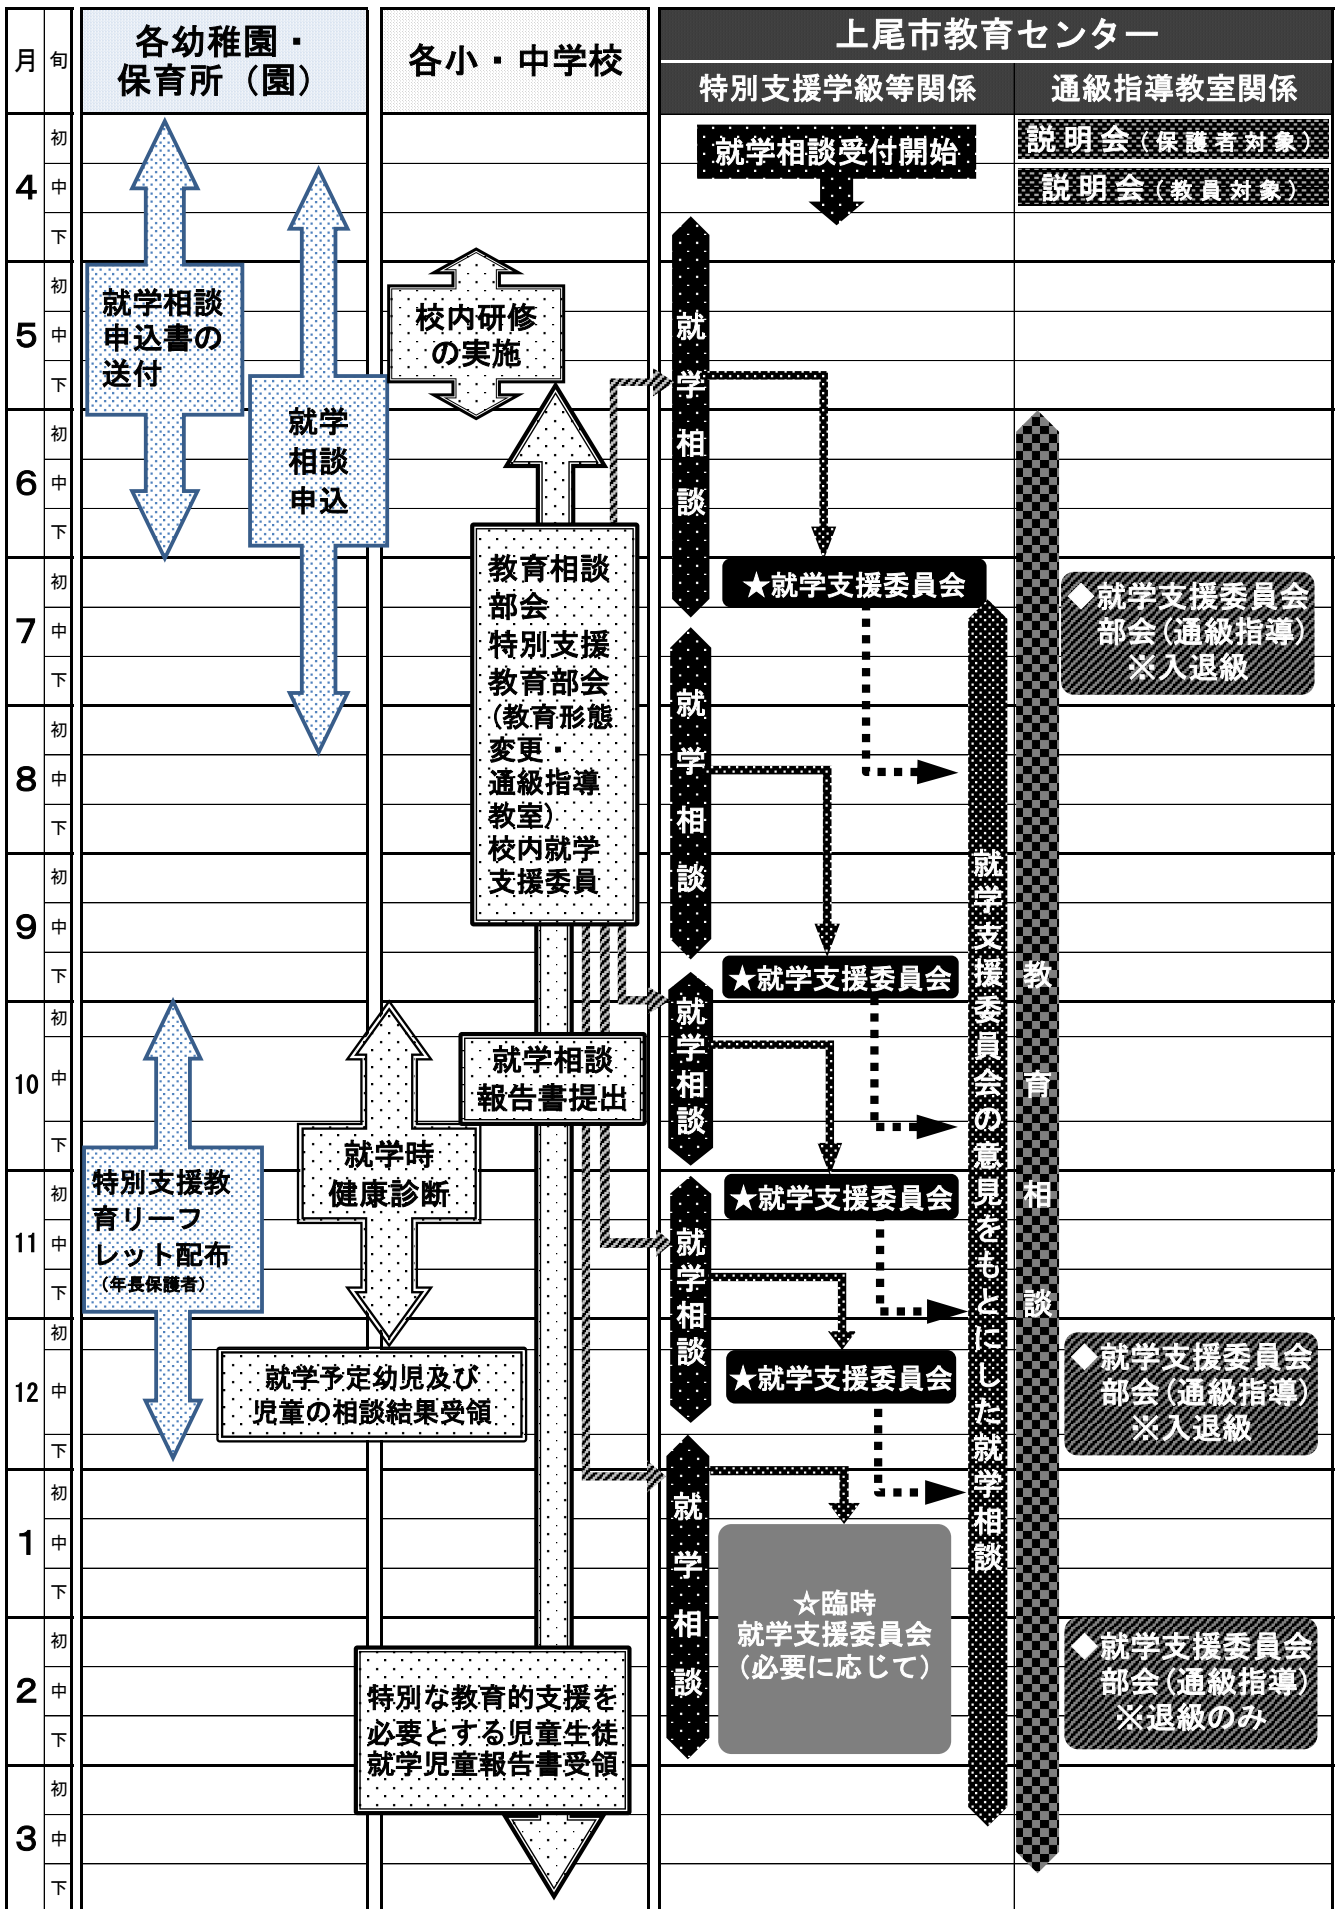 月
旬
各幼稚園・
保育所（園）
各小・中学校
上尾市教育センター
特別支援学級等関係
通級指導教室関係
4
初
中
下
5
初
中
下
6
初
中
下
7
初
中
下
8
初
中
下
9
初
中
下
10
初
中
下
11
初
中
下
12
初
中
下
1
初
中
下
2
初
中
下
3
初
中
下
就学相談
申込書の
送付
就学
相談
申込
特別支援教
育リーフ
レット配布
（年長保護者）
校内研修
の実施
教育相談
部会
特別支援
教育部会
（教育形態
変更・
通級指導
教室）
校内就学
支援委員
就学相談
報告書提出
就学時
健康診断
就学予定幼児及び
児童の相談結果受領
特別な教育的支援を
必要とする児童生徒
就学児童報告書受領
就学相談受付開始
就学相談
★就学支援委員会
就学相談
★就学支援委員会
就学相談
★就学支援委員会
就学相談
★就学支援委員会
就学相談
☆臨時
就学支援委員会
（必要に応じて）
就学支援委員会の意見をもとにした就学相談
説明会（保護者対象）
説明会（教員対象）
教育相談
◆就学支援委員会
部会（通級指導）
※入退級
◆就学支援委員会
部会（通級指導）
※入退級
◆就学支援委員会
部会（通級指導）
※退級のみ